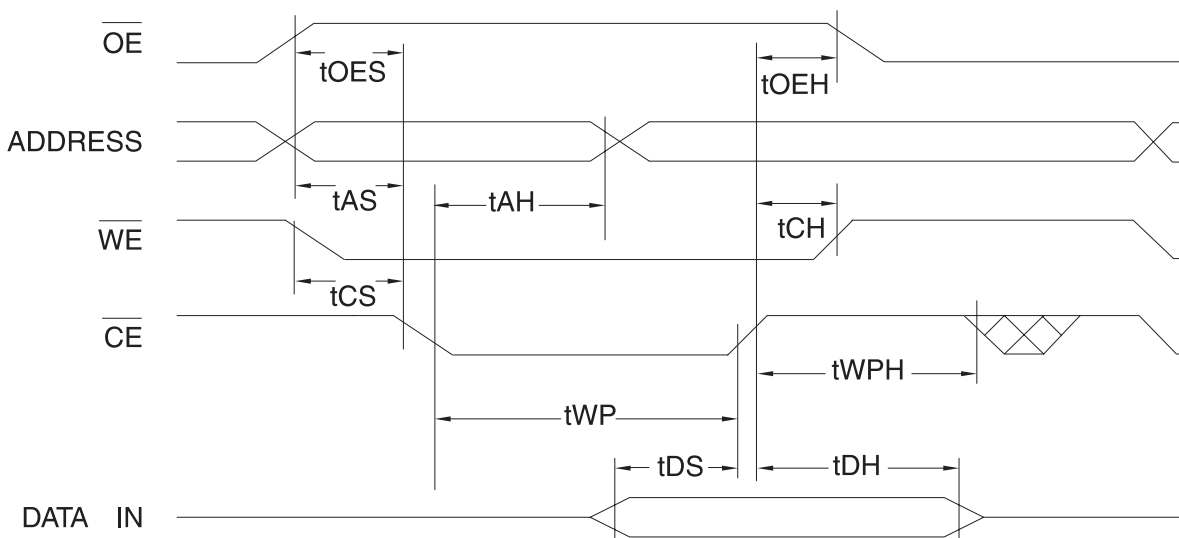 OE
tOES
tOEH
ADDRESS
tAS
tAH
tCH
WE
tCS
CE
tWPH
tWP
tDS
tDH
DATA IN